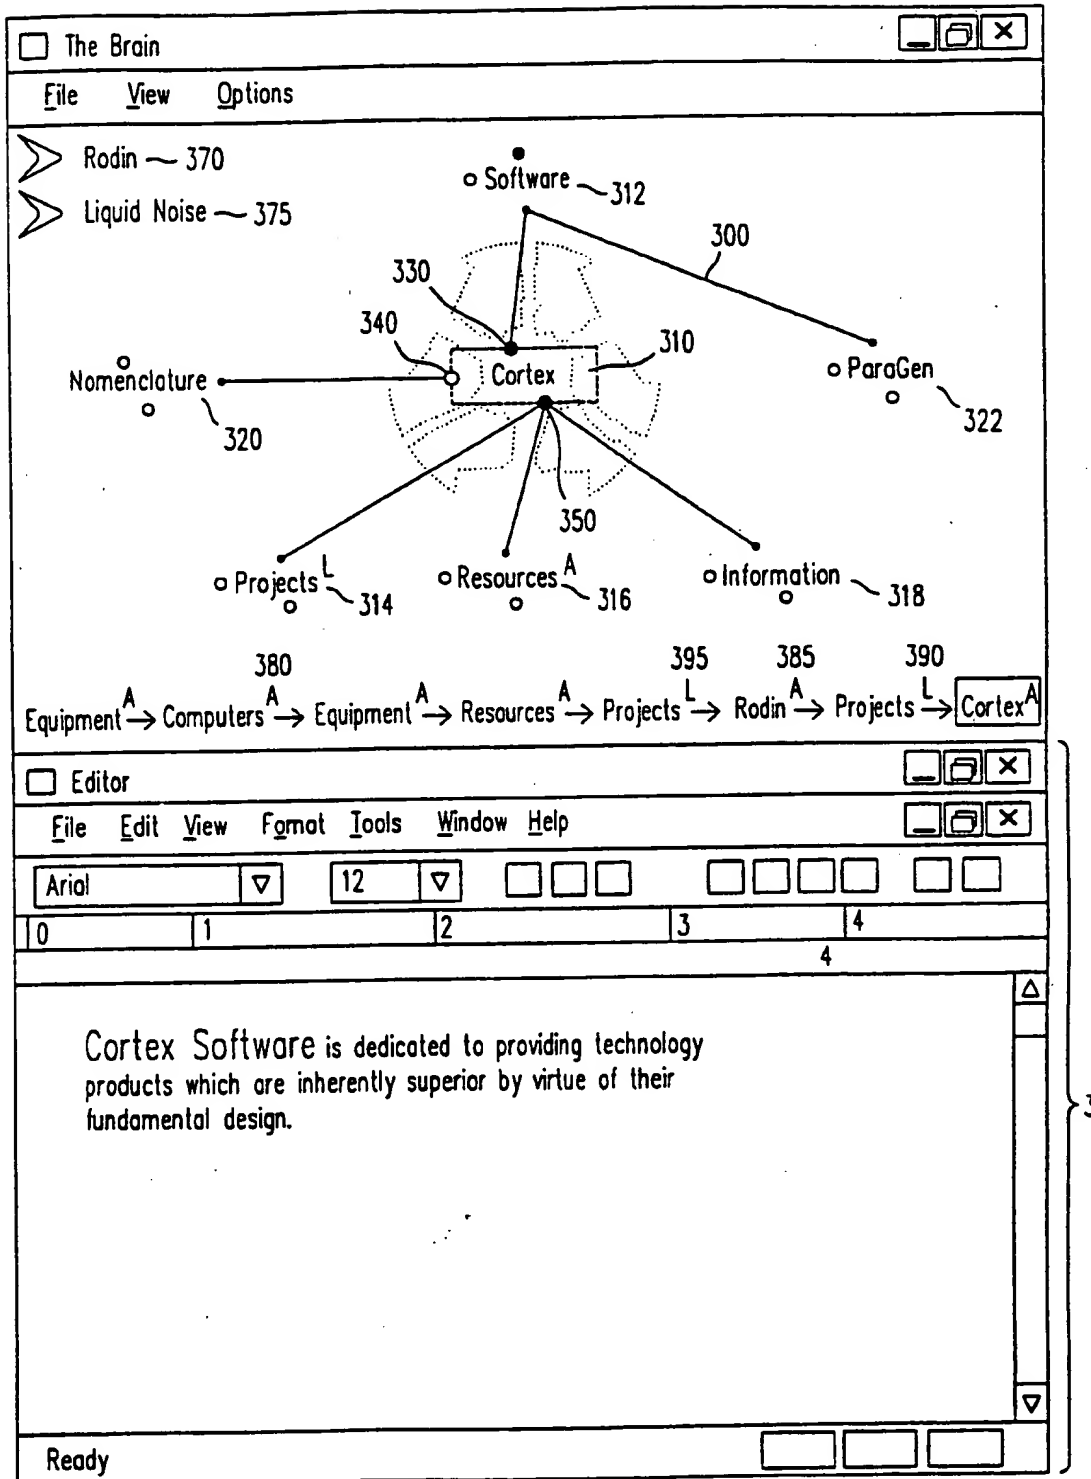 The Brain
File View Options
Rodin 370
Liquid Noise 375
Software 312
300
330
340
310
Cortex
Nomenclature
320
ParaGen
322
350
Projects L 314
Resources A 316
Information 318
380 395 385 390
Equipment A → Computers A → Equipment A → Resources A → Projects L → Rodin A → Projects L → Cortex A
Editor
File Edit View Fomat Tools Window Help
Arial 12
0 1 2 3 4
4
Cortex Software is dedicated to providing technology
products which are inherently superior by virtue of their
fundamental design.
Ready